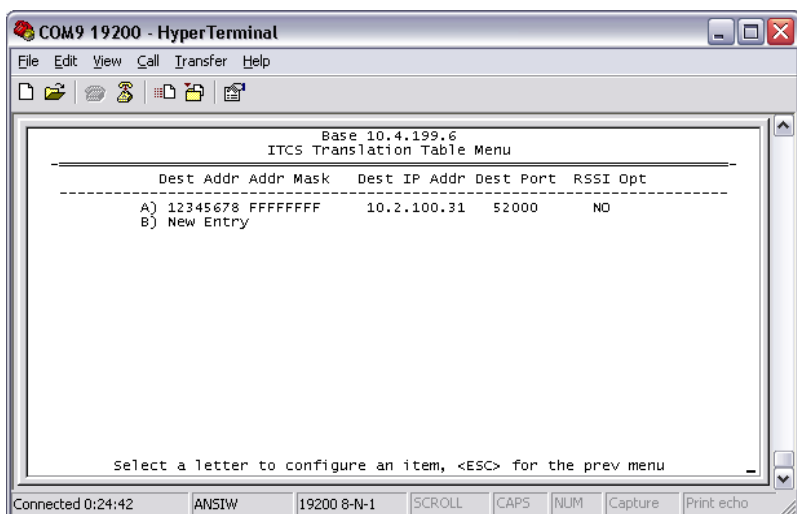 COM9 19200 - HyperTerminal
File Edit View Call Transfer Help
Base 10.4.199.6
ITCS Translation Table Menu
Dest Addr Addr Mask Dest IP Addr Dest Port RSSI Opt
A) 12345678 FFFFFFFF 10.2.100.31 52000 NO
B) New Entry
Select a letter to configure an item, <ESC> for the prev menu
Connected 0:24:42 ANSIW 19200 8-N-1 SCROLL CAPS NUM Capture Print echo